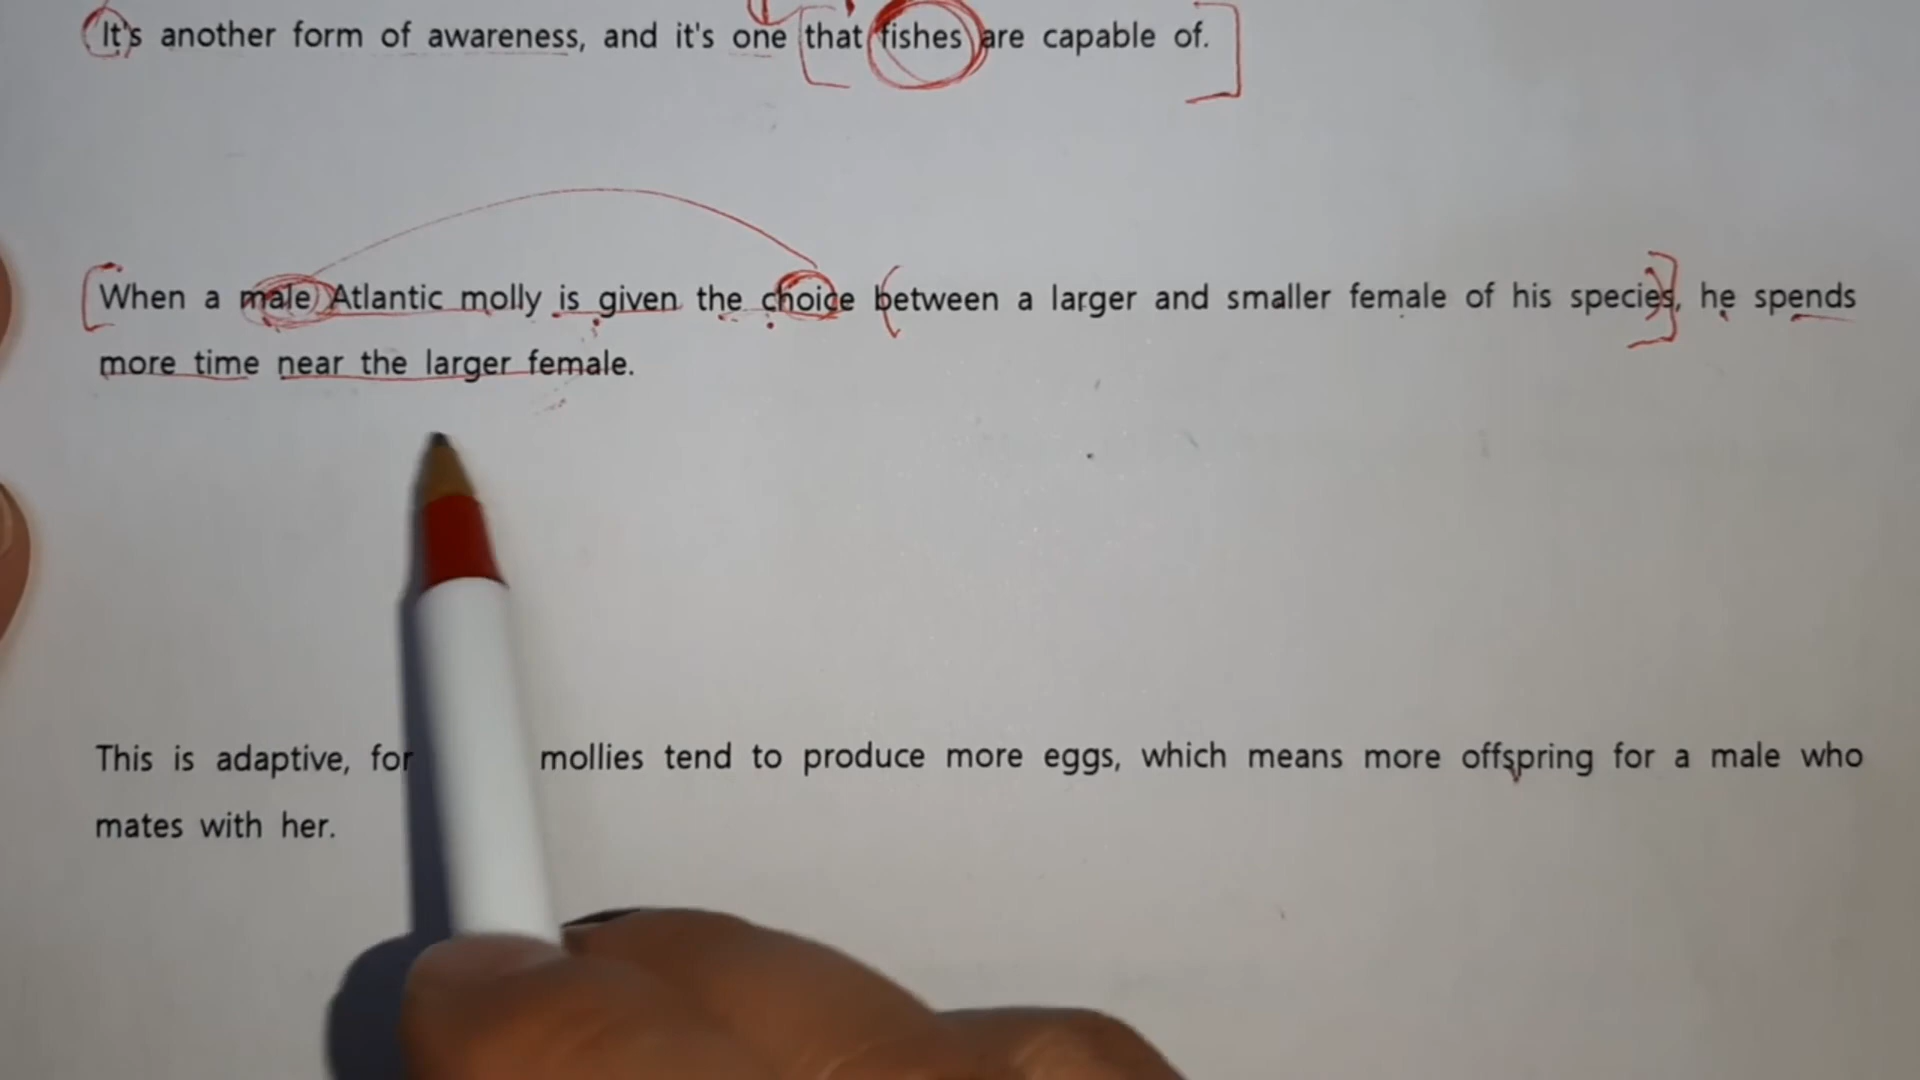 It's another form of awareness, and it's one that fishes are capable of.
When a male Atlantic molly is given the choice between a larger and smaller female of his species, he spends
more time near the larger female.
This is adaptive, for mollies tend to produce more eggs, which means more offspring for a male who
mates with her.